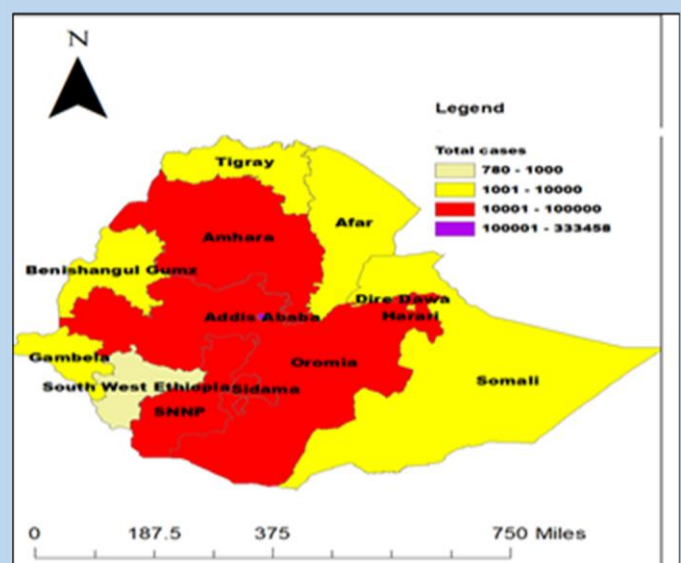 N
Legend
Total cases
780 - 1000
1001 - 10000
10001 - 100000
100001 - 333458
Tigray
Afar
Amhara
Benishangul Gumz
Dire Dawa
Addis Ababa
Harari
Gambela
Oromia
South West Ethiopia
Sidama
Somali
SNNP
0 187.5 375 750 Miles